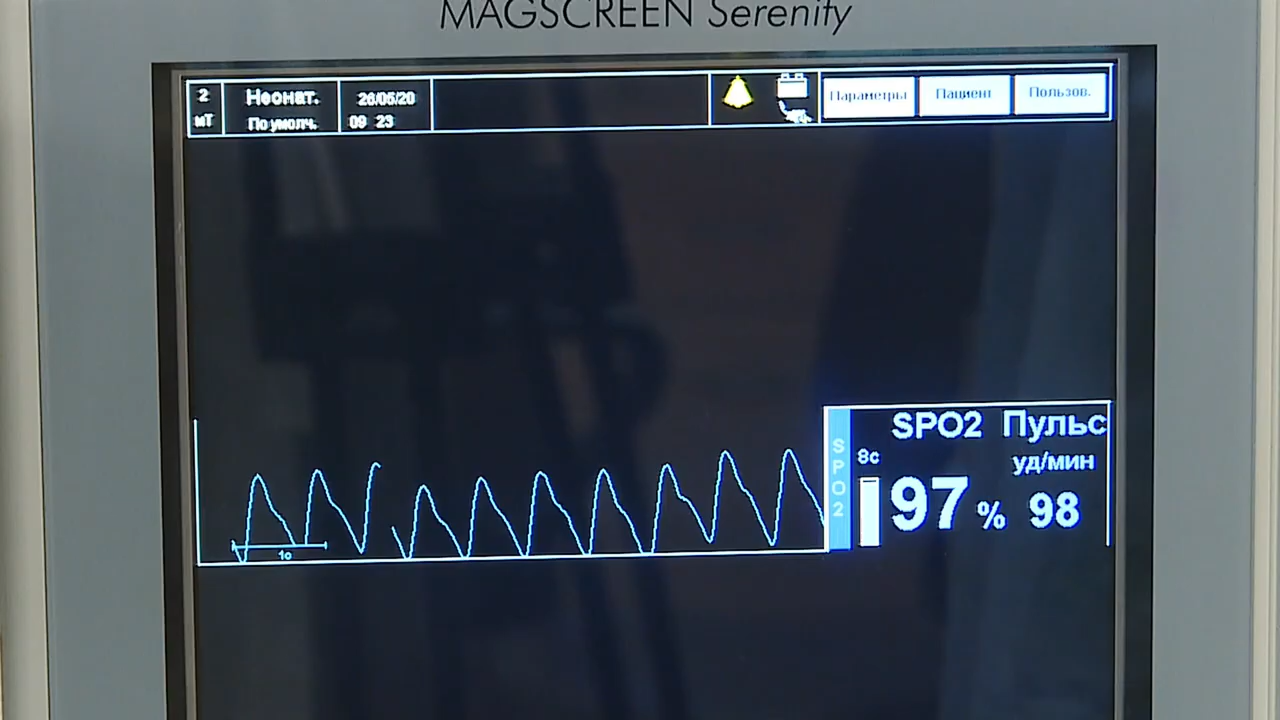 MAGSCREEN Serenity
2
мТ
Неонат.
По умолч.
26/05/20
09 23
Параметры
Пациент
Пользов.
SPO2 Пульс
8с
уд/мин
SPO2
97 % 98
1с